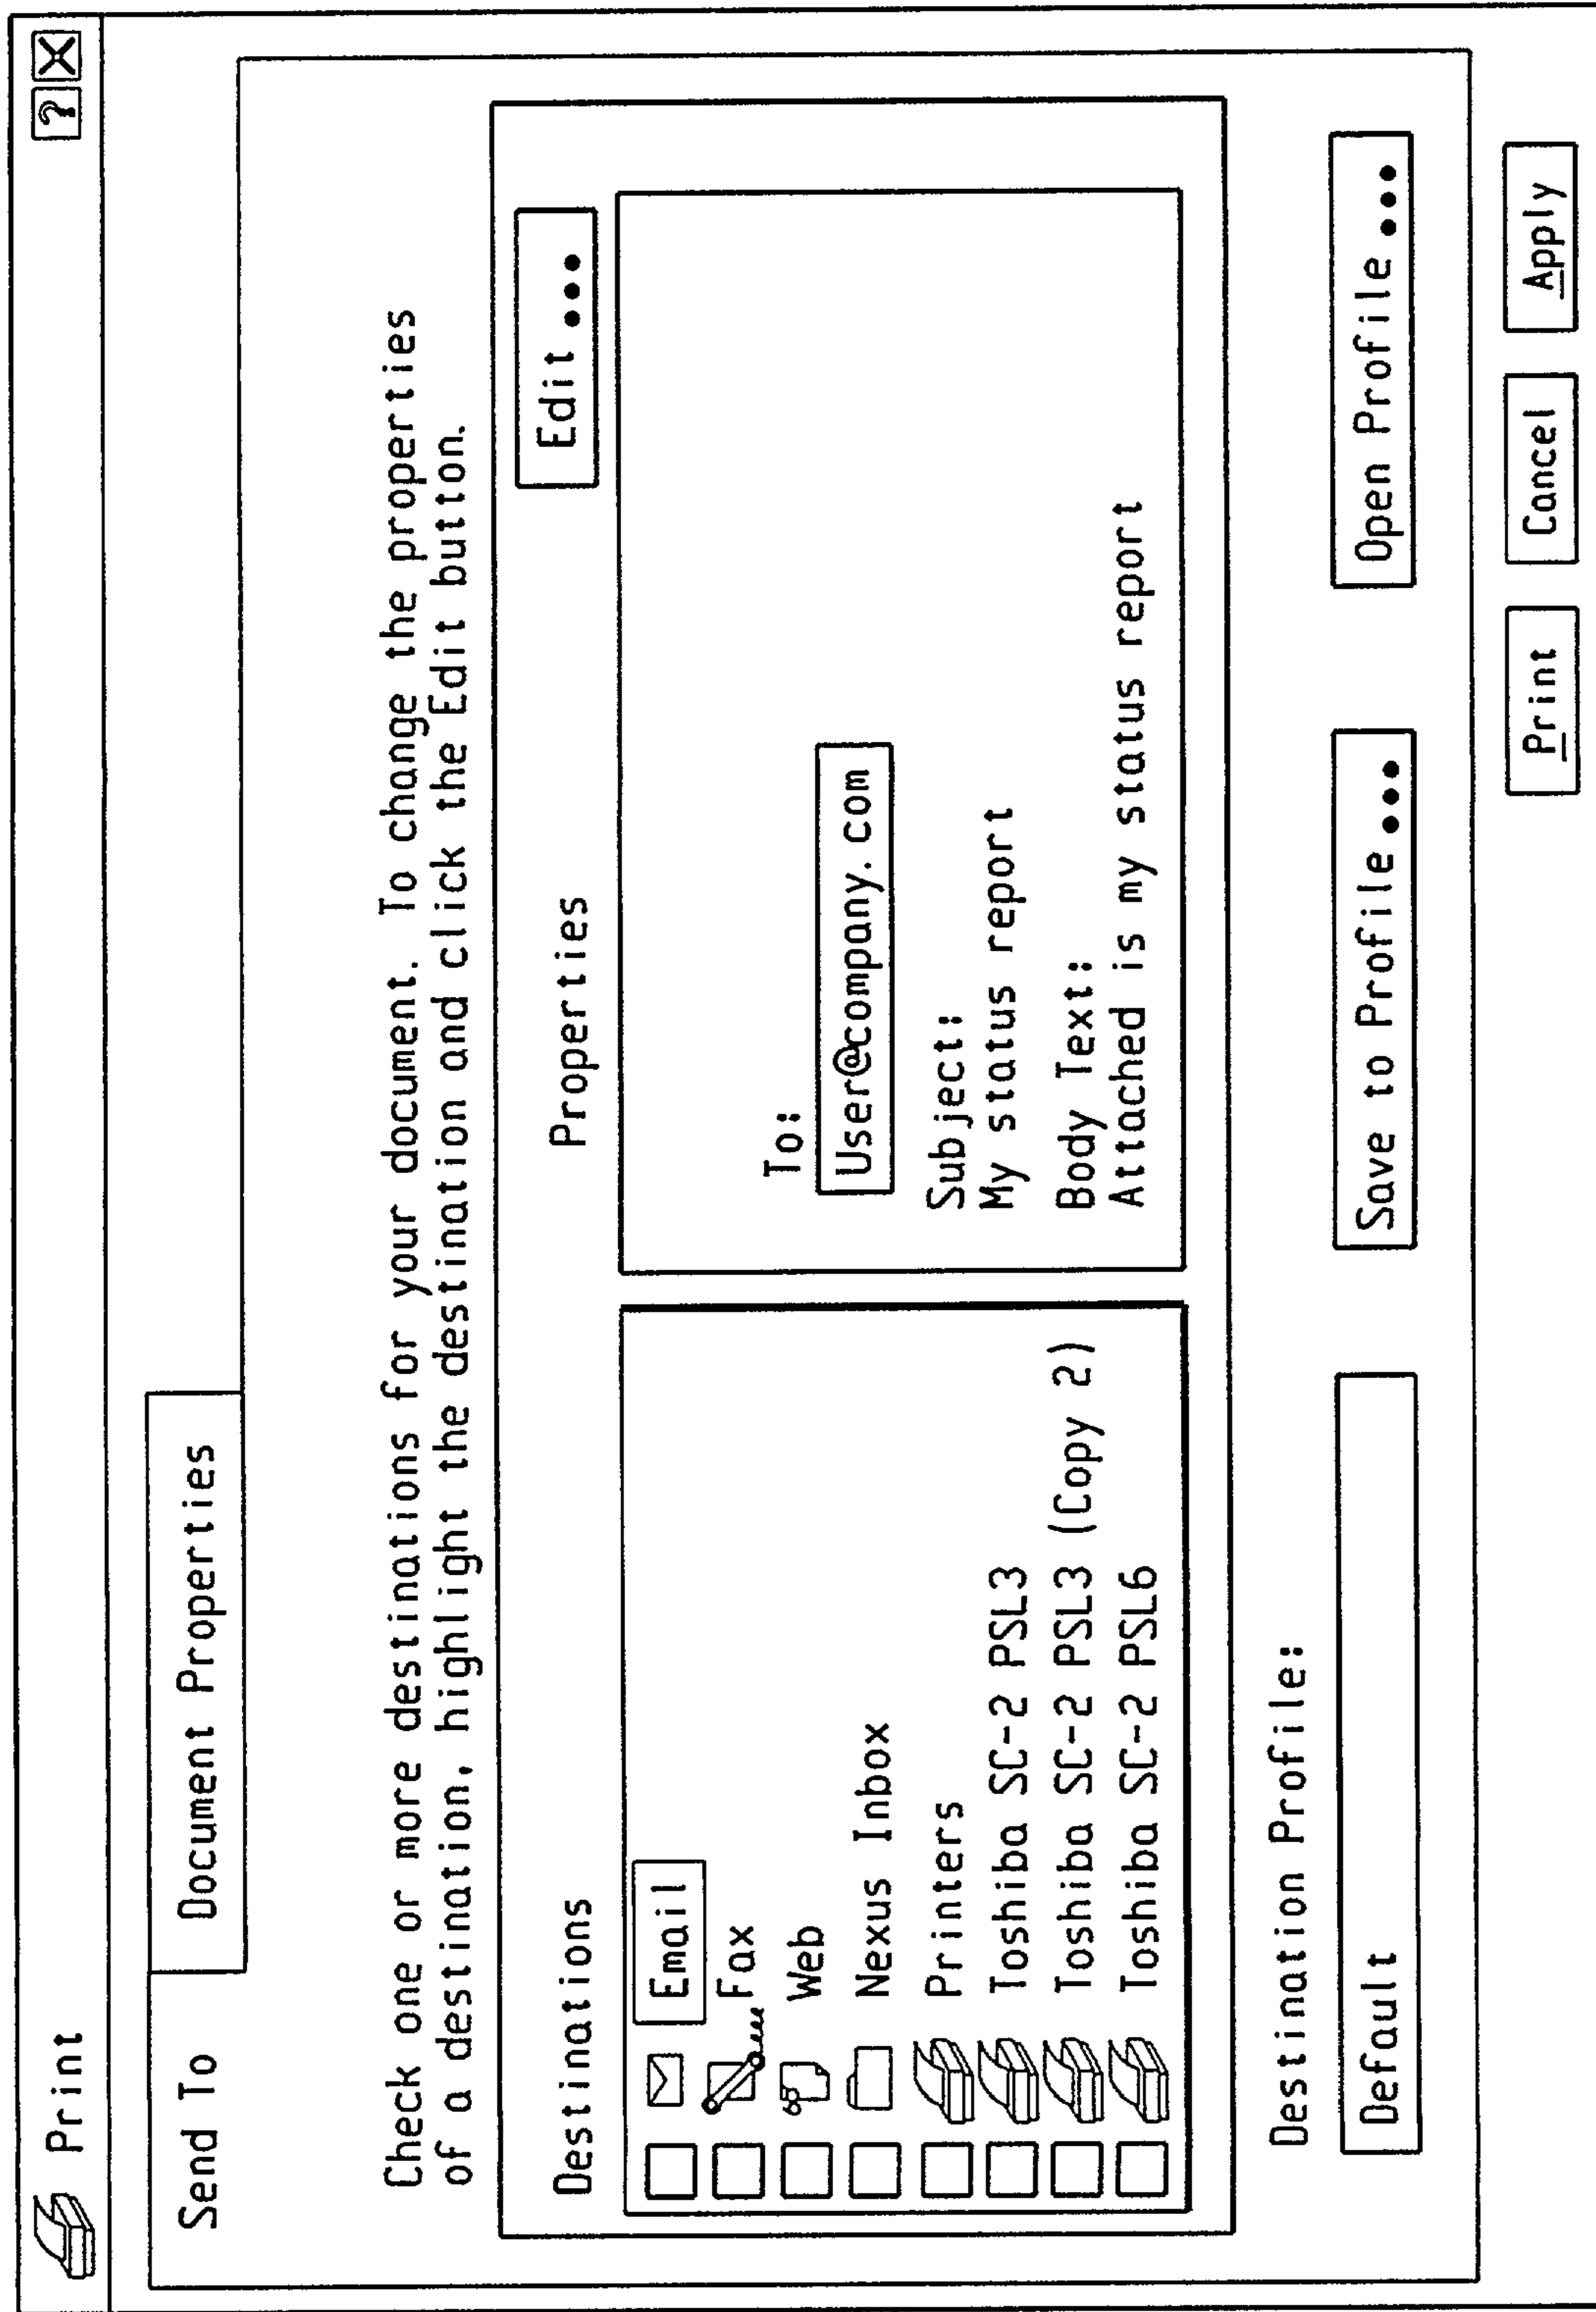 Print
? X
Send To
Document Properties
Check one or more destinations for your document. To change the properties
of a destination, highlight the destination and click the Edit button.
Destinations
Email
Fax
Web
Nexus Inbox
Printers
Toshiba SC-2 PSL3
Toshiba SC-2 PSL3 (Copy 2)
Toshiba SC-2 PSL6
Properties
Edit...
To:
User@company.com
Subject:
My status report
Body Text:
Attached is my status report
Destination Profile:
Default
Save to Profile...
Open Profile...
Print
Cancel
Apply